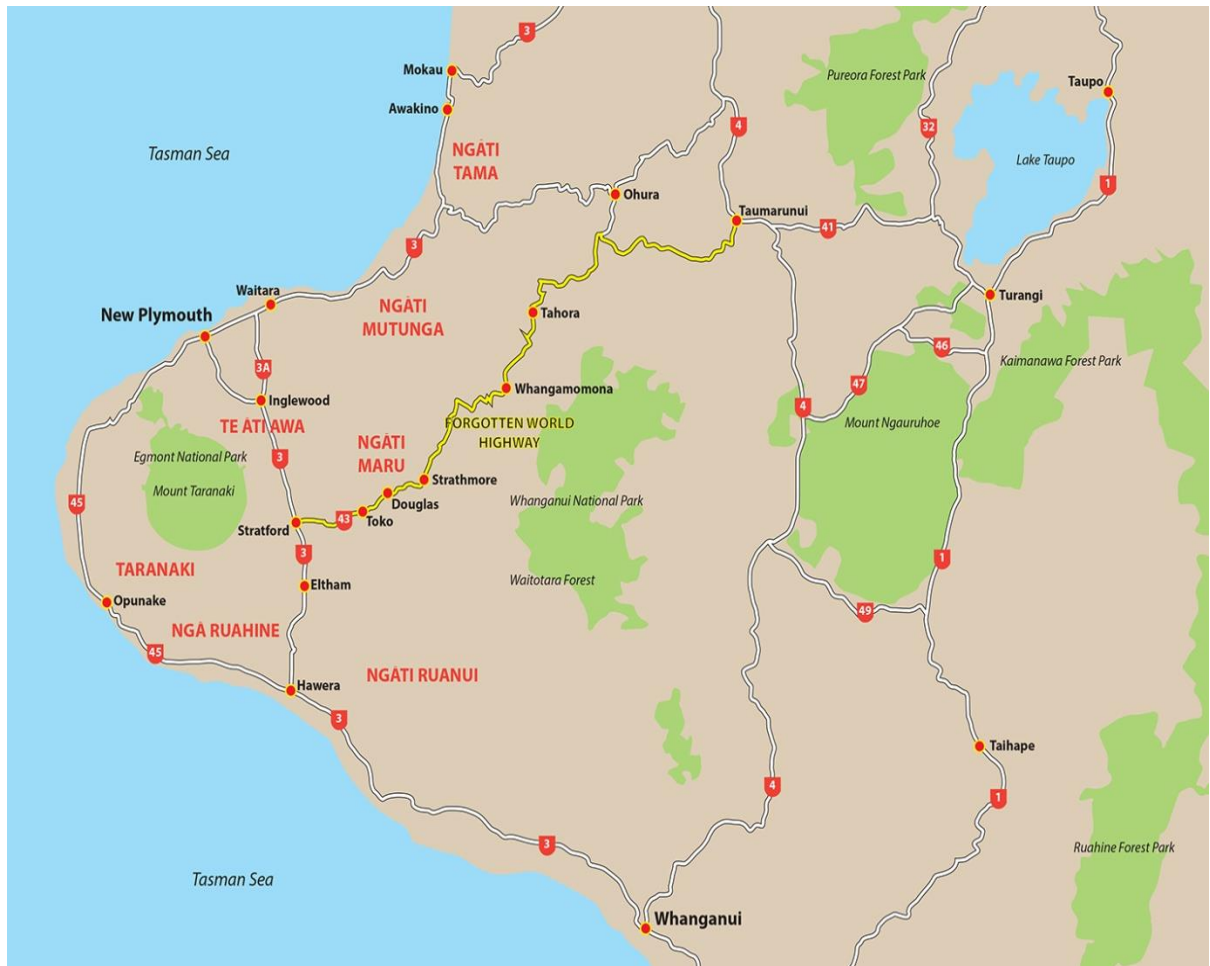 3
Mokau
Pureora Forest Park
Taupo
Awakino
4
32
Tasman Sea
NGĀTI
TAMA
Lake Taupo
1
Ohura
Taumarunui
41
3
Waitara
NGĀTI
MUTUNGA
Turangi
New Plymouth
Tahora
46
Kaimanawa Forest Park
3A
47
Whangamomona
Inglewood
4
Mount Ngauruhoe
TE ĀTI AWA
FORGOTTEN WORLD
HIGHWAY
NGĀTI
MARU
Egmont National Park
3
Strathmore
Mount Taranaki
Douglas
Whanganui National Park
45
43
Toko
Stratford
3
1
TARANAKI
Eltham
Waitotara Forest
Opunake
49
NGĀ RUAHINE
45
Hawera
NGĀTI RUANUI
3
Taihape
4
1
3
Ruahine Forest Park
Tasman Sea
Whanganui